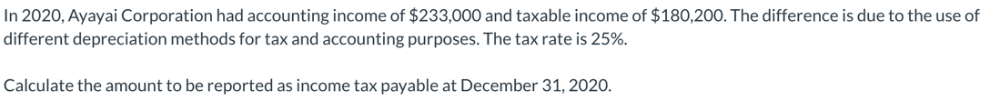 In 2020, Ayayai Corporation had accounting income of $233,000 and taxable income of $180,200. The difference is due to the use of
different depreciation methods for tax and accounting purposes. The tax rate is 25%.
Calculate the amount to be reported as income tax payable at December 31, 2020.